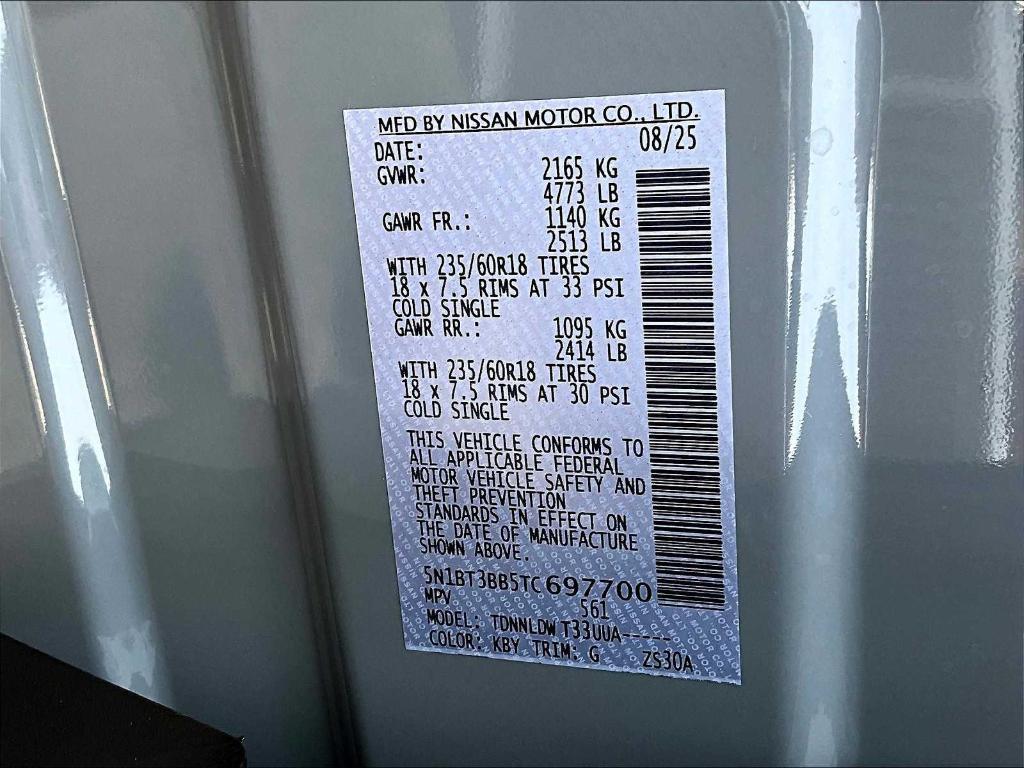 MFD BY NISSAN MOTOR CO., LTD.
DATE: 08/25
GVWR: 2165 KG
4773 LB
GAWR FR.: 1140 KG
2513 LB
WITH 235/60R18 TIRES
18 x 7.5 RIMS AT 33 PSI
COLD SINGLE
GAWR RR.: 1095 KG
2414 LB
WITH 235/60R18 TIRES
18 x 7.5 RIMS AT 30 PSI
COLD SINGLE
THIS VEHICLE CONFORMS TO
ALL APPLICABLE FEDERAL
MOTOR VEHICLE SAFETY AND
THEFT PREVENTION
STANDARDS IN EFFECT ON
THE DATE OF MANUFACTURE
SHOWN ABOVE.
5N1BT3BB5TC697700
MPV 561
MODEL: TDNNLDW T33UUA-----
COLOR: KBY TRIM: G ZS30A